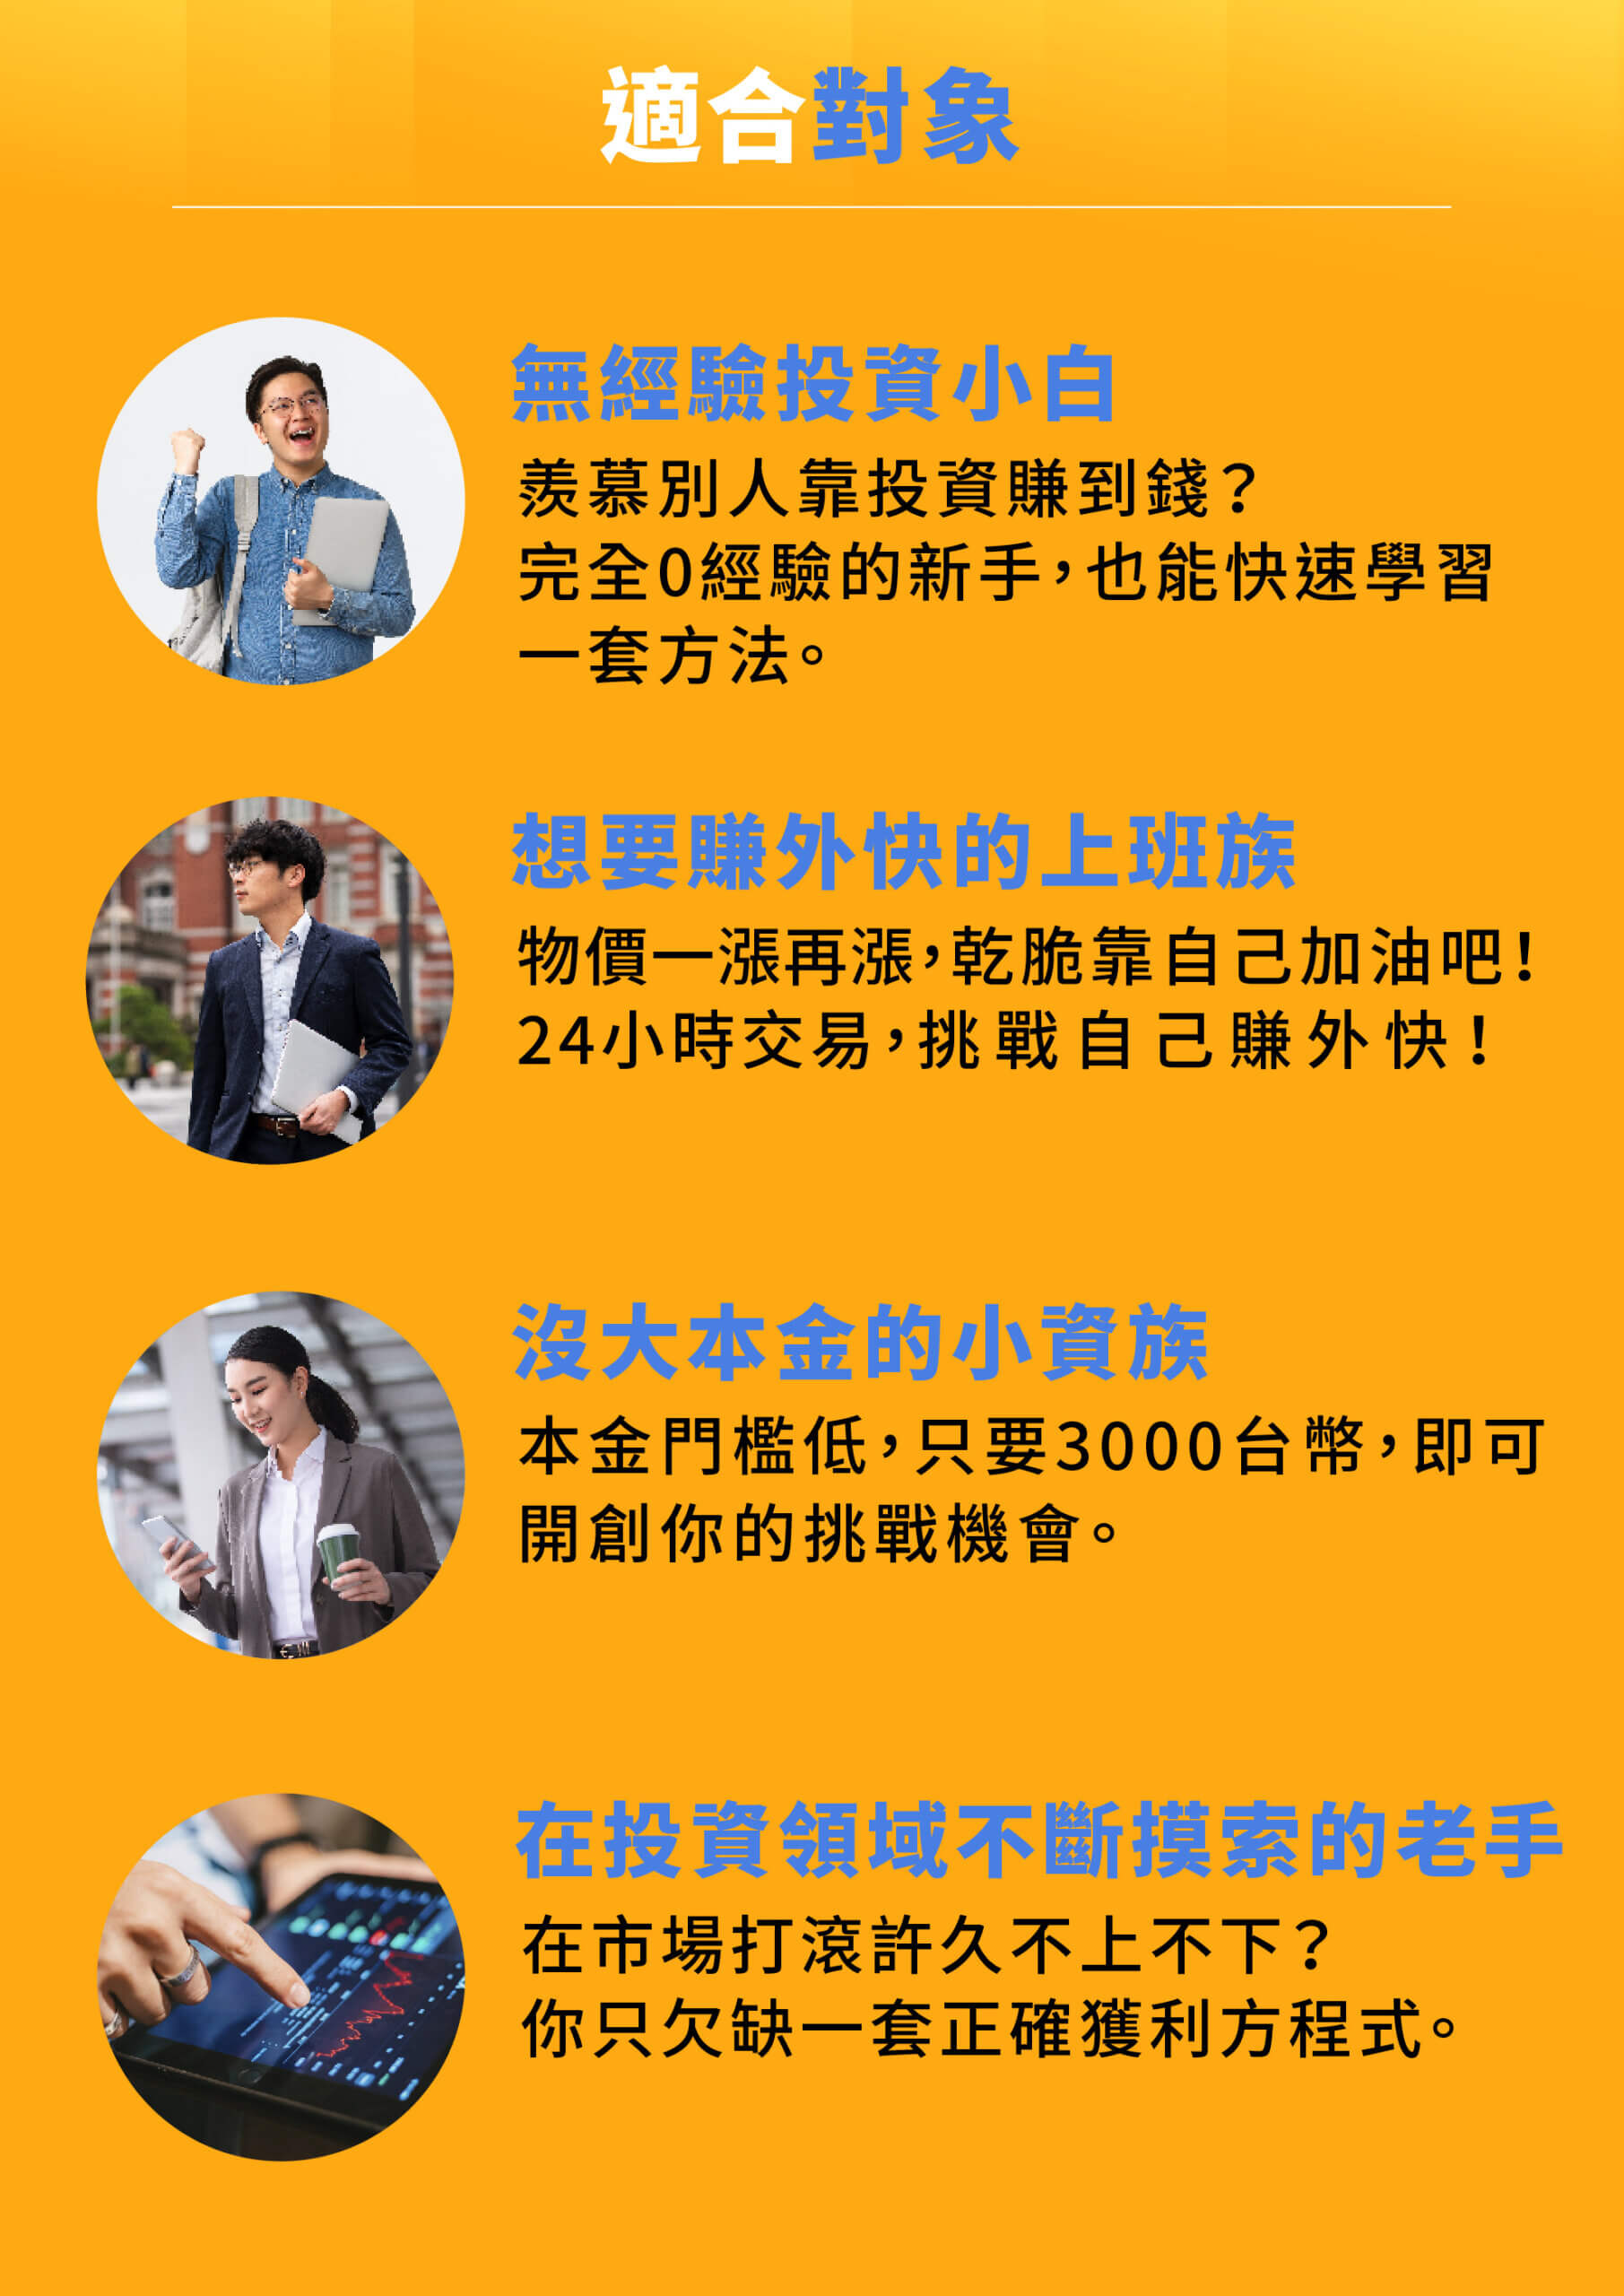 適合對象
無經驗投資小白
羨慕別人靠投資賺到錢？
完全0經驗的新手，也能快速學習
一套方法。
想要賺外快的上班族
物價一漲再漲，乾脆靠自己加油吧！
24小時交易，挑戰自己賺外快！
沒大本金的小資族
本金門檻低，只要3000台幣，即可
開創你的挑戰機會。
在投資領域不斷摸索的老手
在市場打滾許久不上不下？
你只欠缺一套正確獲利方程式。